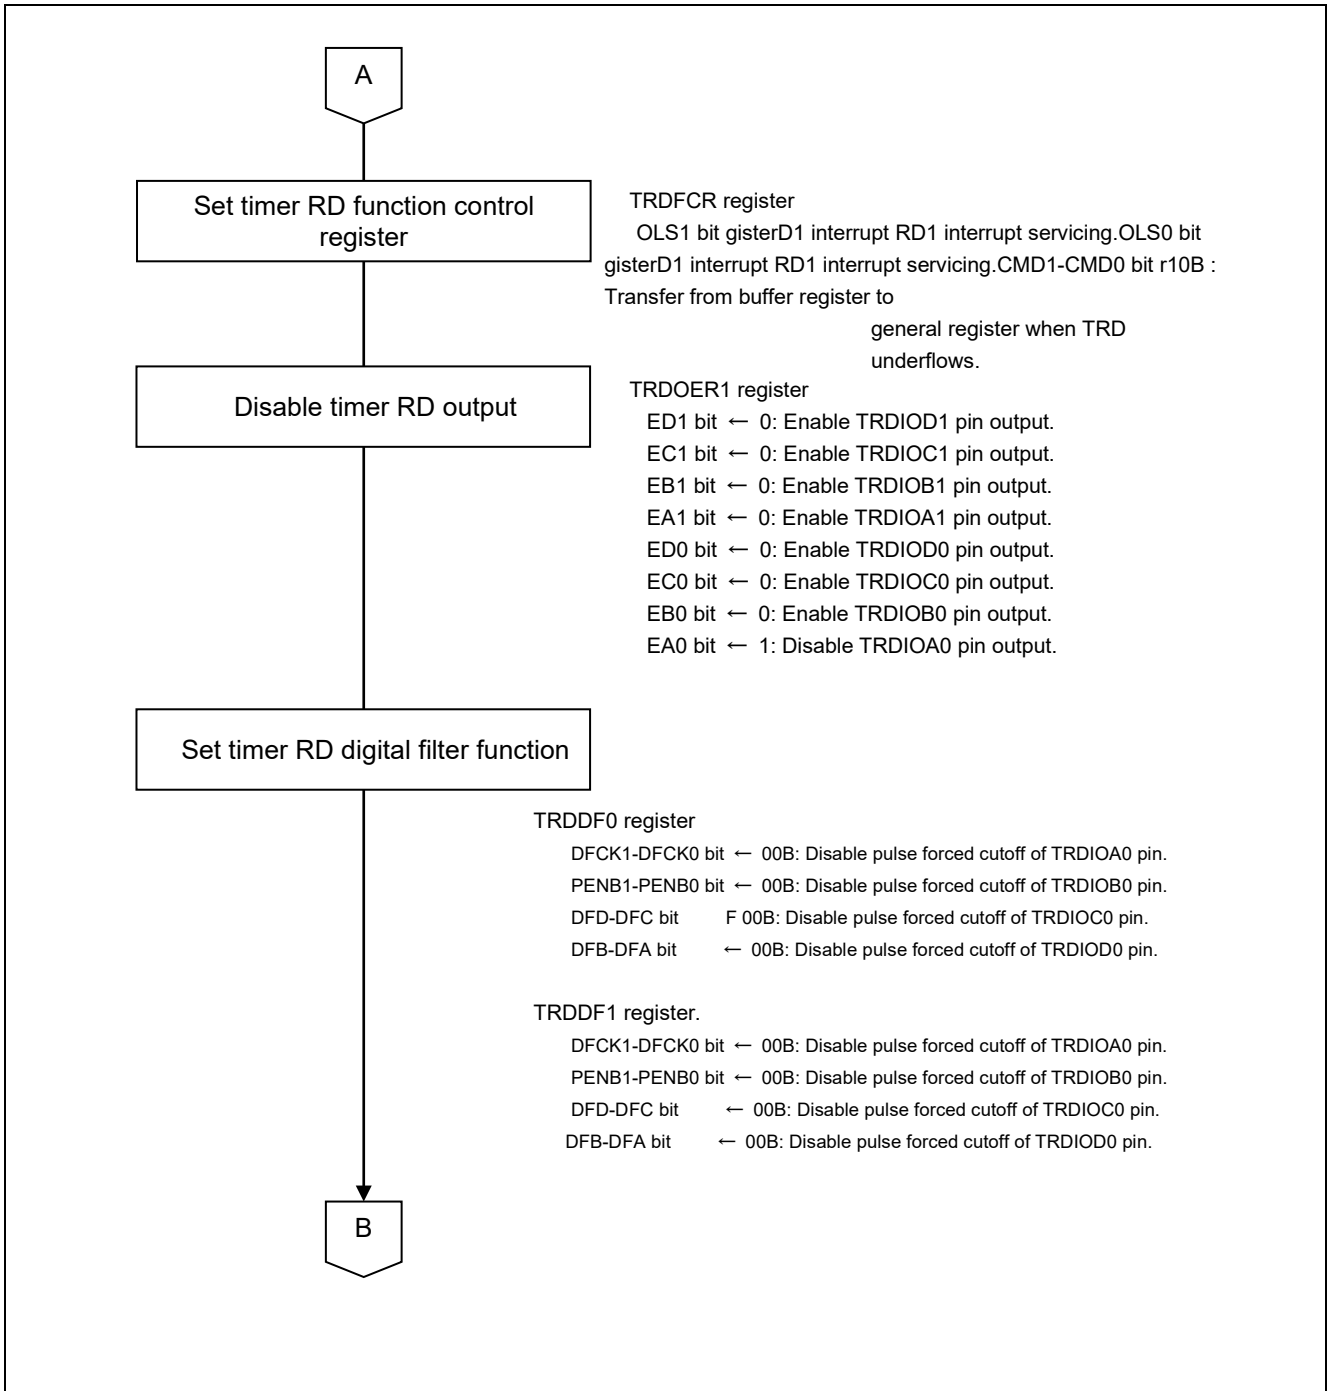 A
Set timer RD function control
register
TRDFCR register
OLS1 bit gisterD1 interrupt RD1 interrupt servicing.OLS0 bit
gisterD1 interrupt RD1 interrupt servicing.CMD1-CMD0 bit r10B :
Transfer from buffer register to
general register when TRD
underflows.
Disable timer RD output
TRDOER1 register
ED1 bit ← 0: Enable TRDIOD1 pin output.
EC1 bit ← 0: Enable TRDIOC1 pin output.
EB1 bit ← 0: Enable TRDIOB1 pin output.
EA1 bit ← 0: Enable TRDIOA1 pin output.
ED0 bit ← 0: Enable TRDIOD0 pin output.
EC0 bit ← 0: Enable TRDIOC0 pin output.
EB0 bit ← 0: Enable TRDIOB0 pin output.
EA0 bit ← 1: Disable TRDIOA0 pin output.
Set timer RD digital filter function
TRDDF0 register
DFCK1-DFCK0 bit ← 00B: Disable pulse forced cutoff of TRDIOA0 pin.
PENB1-PENB0 bit ← 00B: Disable pulse forced cutoff of TRDIOB0 pin.
DFD-DFC bit F 00B: Disable pulse forced cutoff of TRDIOC0 pin.
DFB-DFA bit ← 00B: Disable pulse forced cutoff of TRDIOD0 pin.
TRDDF1 register.
DFCK1-DFCK0 bit ← 00B: Disable pulse forced cutoff of TRDIOA0 pin.
PENB1-PENB0 bit ← 00B: Disable pulse forced cutoff of TRDIOB0 pin.
DFD-DFC bit ← 00B: Disable pulse forced cutoff of TRDIOC0 pin.
DFB-DFA bit ← 00B: Disable pulse forced cutoff of TRDIOD0 pin.
B